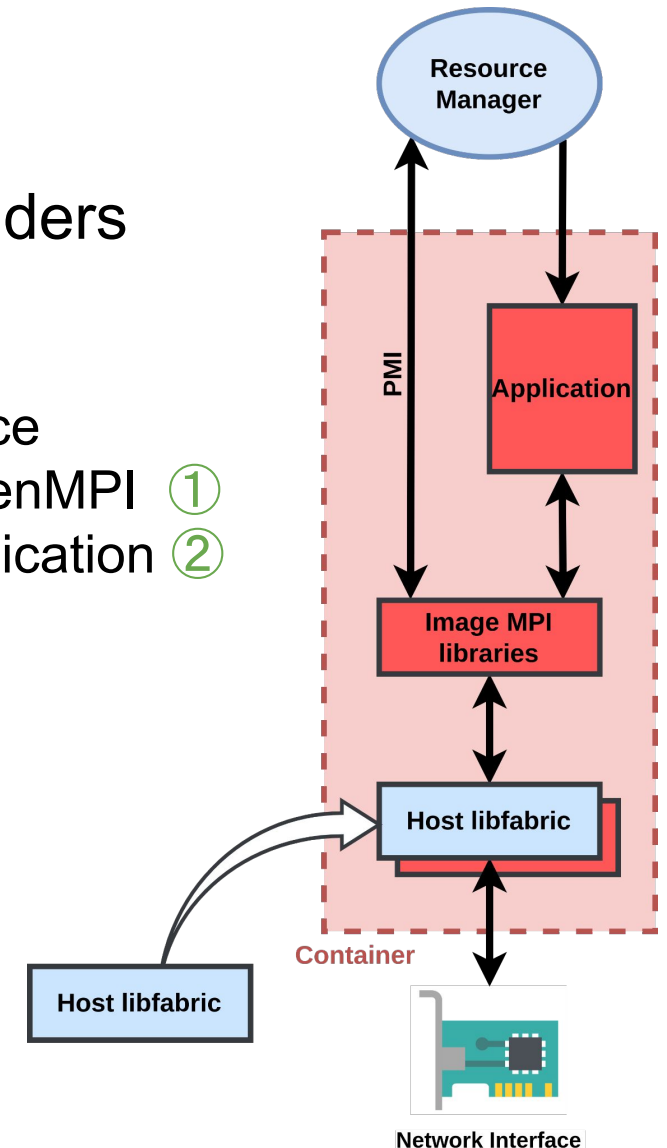 Resource
Manager
ders
ce
enMPI ①
ication ②
PMI
Application
Image MPI
libraries
Host libfabric
Container
Host libfabric
Network Interface